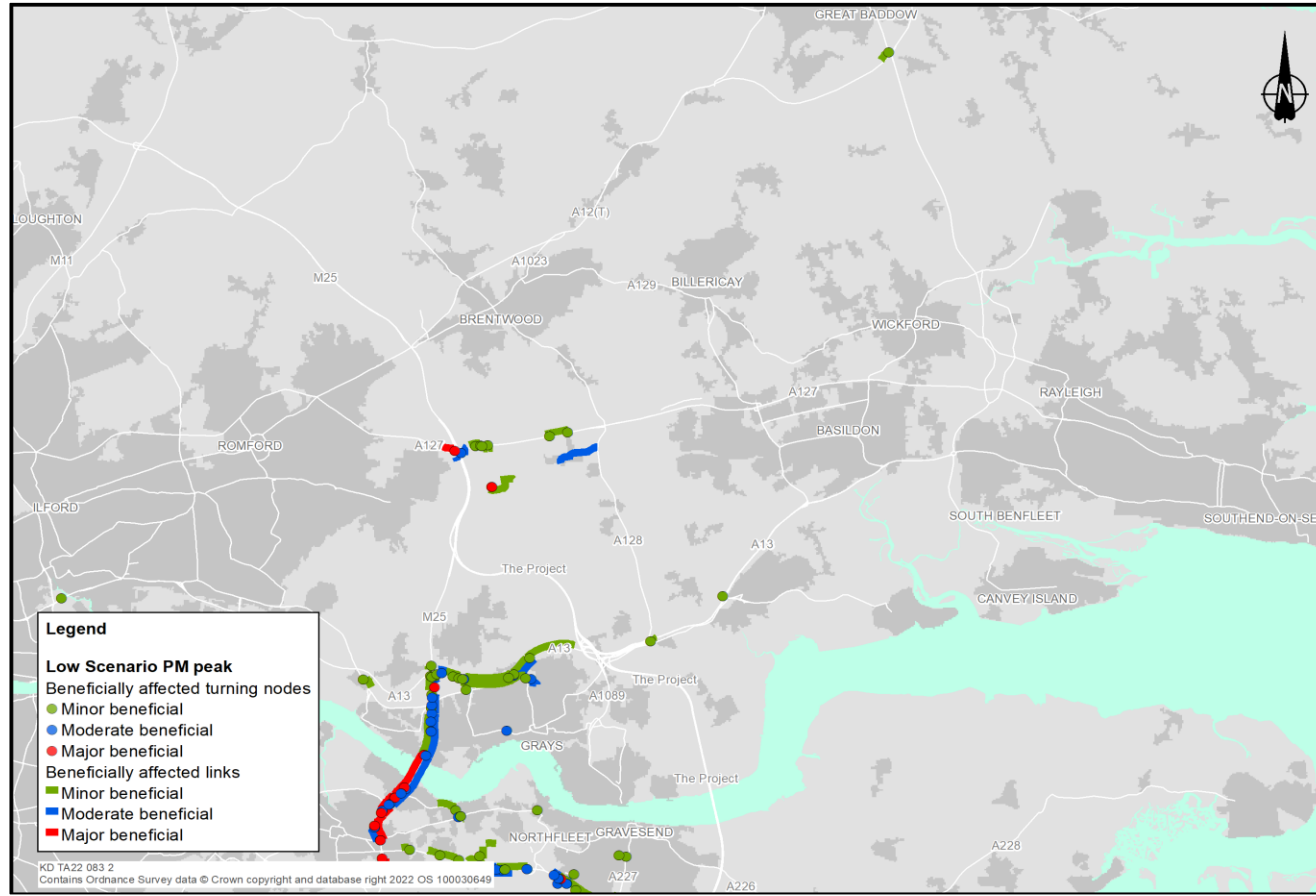 GREAT BADDOW
N
LOUGHTON
M11
A12(T)
M25
A1023
A129
BILLERICAY
BRENTWOOD
WICKFORD
A127
RAYLEIGH
BASILDON
A127
ROMFORD
ILFORD
SOUTH BENFLEET
SOUTHEND-ON-SE
A128
A13
The Project
CANVEY ISLAND
M25
A13
The Project
A13
A1089
GRAYS
The Project
NORTHFLEET
GRAVESEND
A228
A227
A226
Legend
Low Scenario PM peak
Beneficially affected turning nodes
Minor beneficial
Moderate beneficial
Major beneficial
Beneficially affected links
Minor beneficial
Moderate beneficial
Major beneficial
KD TA22 083 2
Contains Ordnance Survey data © Crown copyright and database right 2022 OS 100030649